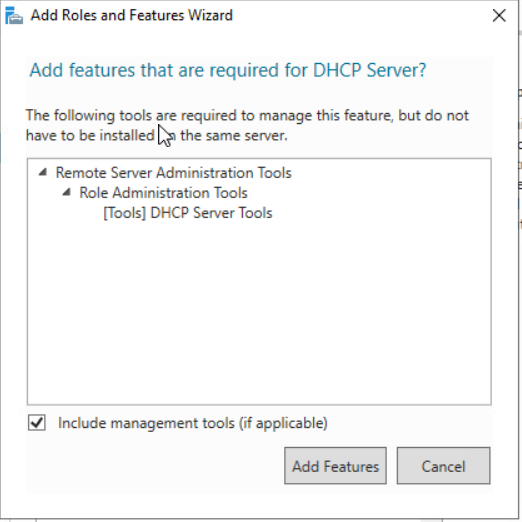 Add Roles and Features Wizard
Add features that are required for DHCP Server?
The following tools are required to manage this feature, but do not
have to be installed on the same server.
Remote Server Administration Tools
Role Administration Tools
[Tools] DHCP Server Tools
Include management tools (if applicable)
Add Features
Cancel